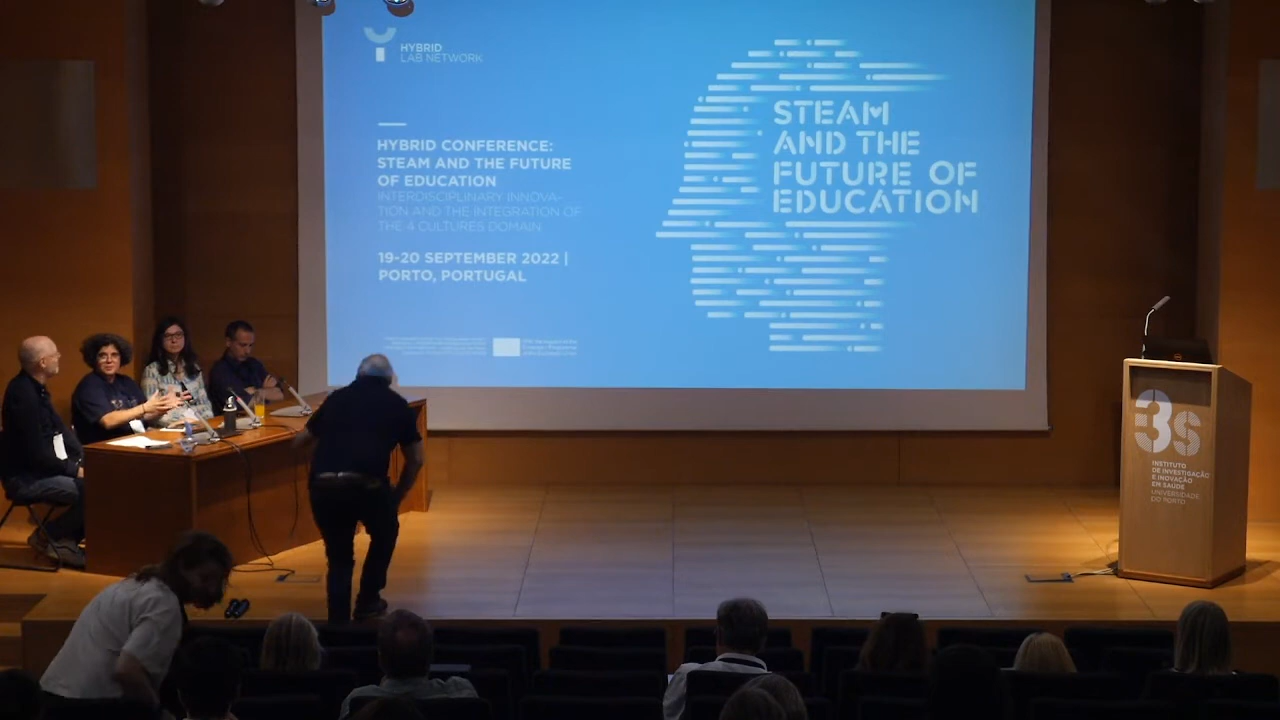 HYBRID
LAB NETWORK
HYBRID CONFERENCE:
STEAM AND THE FUTURE
OF EDUCATION
INTERDISCIPLINARY INNOVA-
TION AND THE INTEGRATION OF
THE 4 CULTURES DOMAIN
19-20 SEPTEMBER 2022 |
PORTO, PORTUGAL
STEAM
AND THE
FUTURE OF
EDUCATION
i3s
INSTITUTO
DE INVESTIGAÇÃO
E INOVAÇÃO
EM SAÚDE
UNIVERSIDADE
DO PORTO